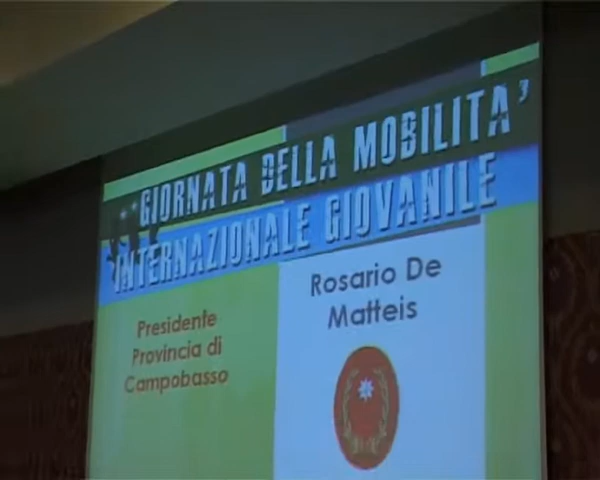 GIORNATA DELLA MOBILITA'
INTERNAZIONALE GIOVANILE
Presidente
Provincia di
Campobasso
Rosario De
Matteis